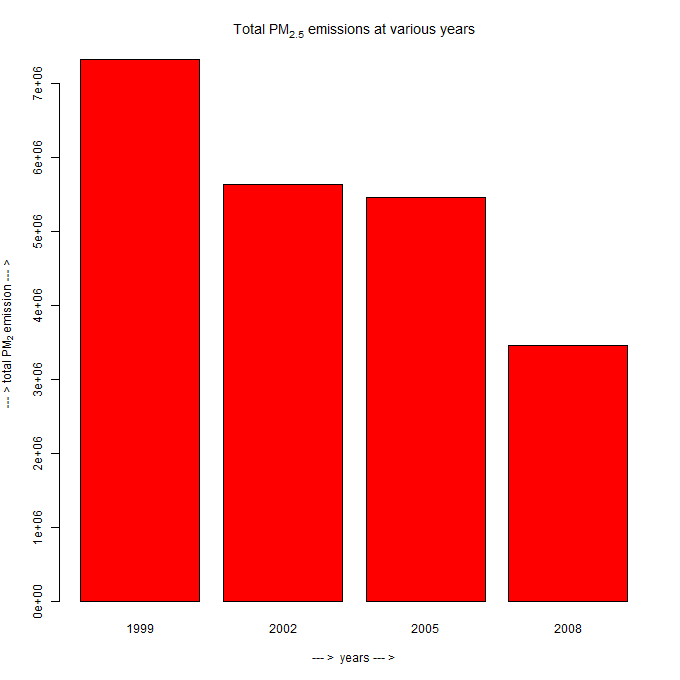 Total PM2.5 emissions at various years
7e+06
6e+06
5e+06
4e+06
3e+06
2e+06
1e+06
0e+00
--- > total PM2 emission --- >
1999 2002 2005 2008
--- > years --- >